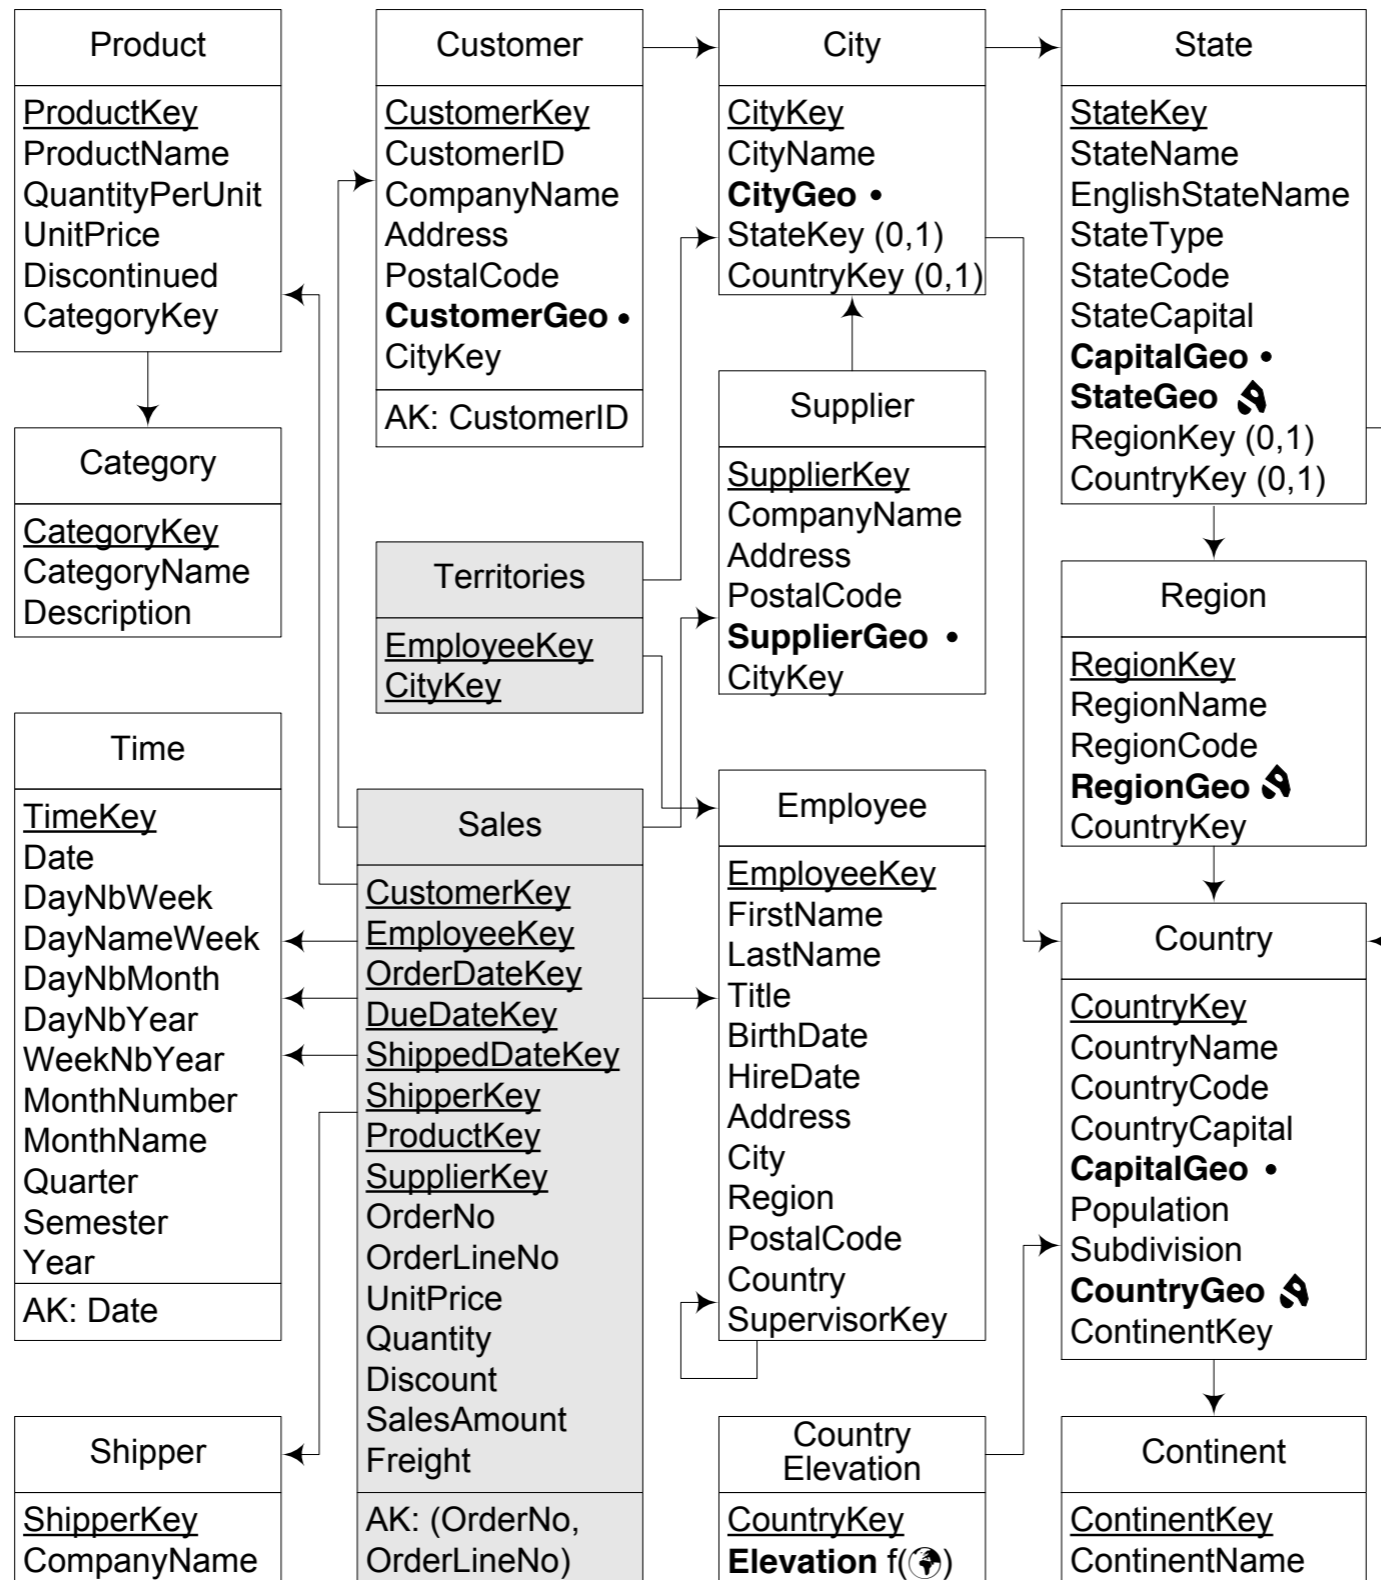 Product
ProductKey
ProductName
QuantityPerUnit
UnitPrice
Discontinued
CategoryKey
Category
CategoryKey
CategoryName
Description
Time
TimeKey
Date
DayNbWeek
DayNameWeek
DayNbMonth
DayNbYear
WeekNbYear
MonthNumber
MonthName
Quarter
Semester
Year
AK: Date
Shipper
ShipperKey
CompanyName
Customer
CustomerKey
CustomerID
CompanyName
Address
PostalCode
CustomerGeo •
CityKey
AK: CustomerID
Territories
EmployeeKey
CityKey
Sales
CustomerKey
EmployeeKey
OrderDateKey
DueDateKey
ShippedDateKey
ShipperKey
ProductKey
SupplierKey
OrderNo
OrderLineNo
UnitPrice
Quantity
Discount
SalesAmount
Freight
AK: (OrderNo,
OrderLineNo)
City
CityKey
CityName
CityGeo •
StateKey (0,1)
CountryKey (0,1)
Supplier
SupplierKey
CompanyName
Address
PostalCode
SupplierGeo •
CityKey
Employee
EmployeeKey
FirstName
LastName
Title
BirthDate
HireDate
Address
City
Region
PostalCode
Country
SupervisorKey
Country
Elevation
CountryKey
Elevation f()
State
StateKey
StateName
EnglishStateName
StateType
StateCode
StateCapital
CapitalGeo •
StateGeo
RegionKey (0,1)
CountryKey (0,1)
Region
RegionKey
RegionName
RegionCode
RegionGeo
CountryKey
Country
CountryKey
CountryName
CountryCode
CountryCapital
CapitalGeo •
Population
Subdivision
CountryGeo
ContinentKey
Continent
ContinentKey
ContinentName